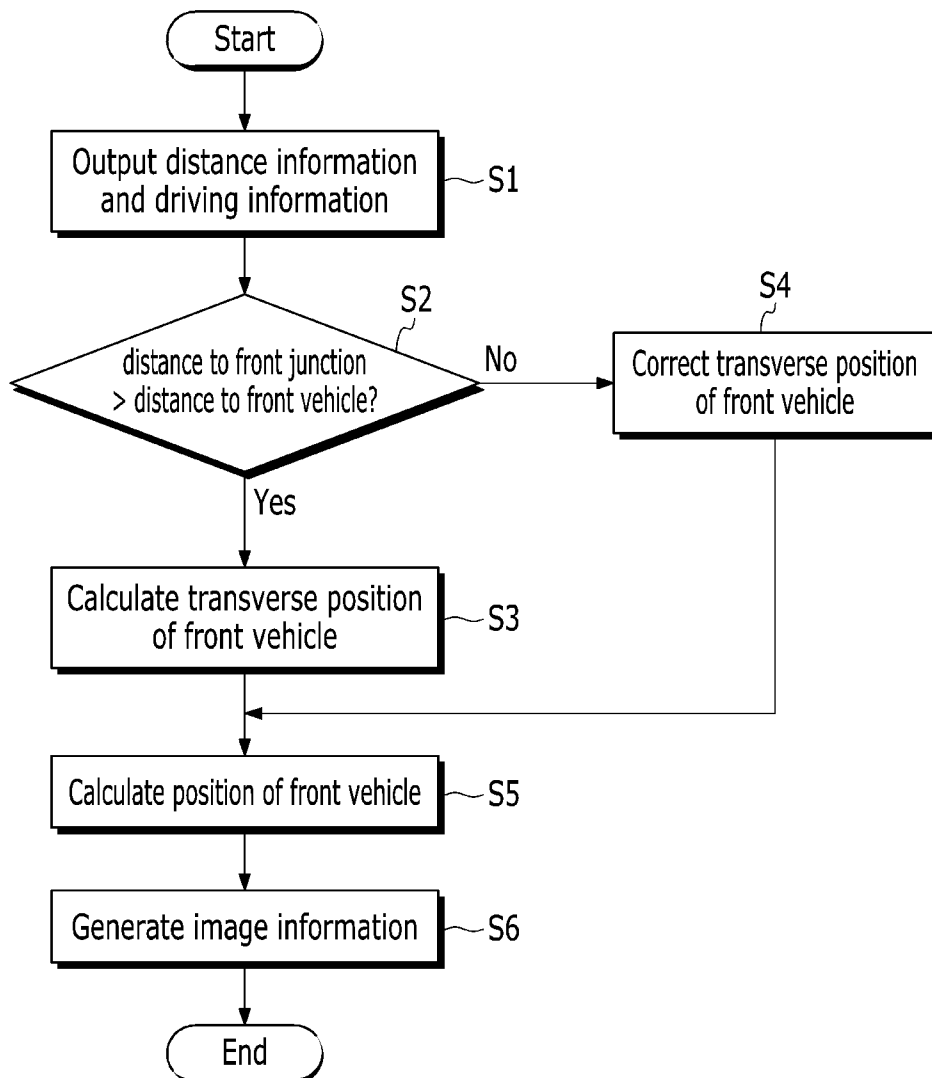 Start
Output distance information
and driving information
S1
S2
distance to front junction
> distance to front vehicle?
No
S4
Correct transverse position
of front vehicle
Yes
Calculate transverse position
of front vehicle
S3
Calculate position of front vehicle
S5
Generate image information
S6
End